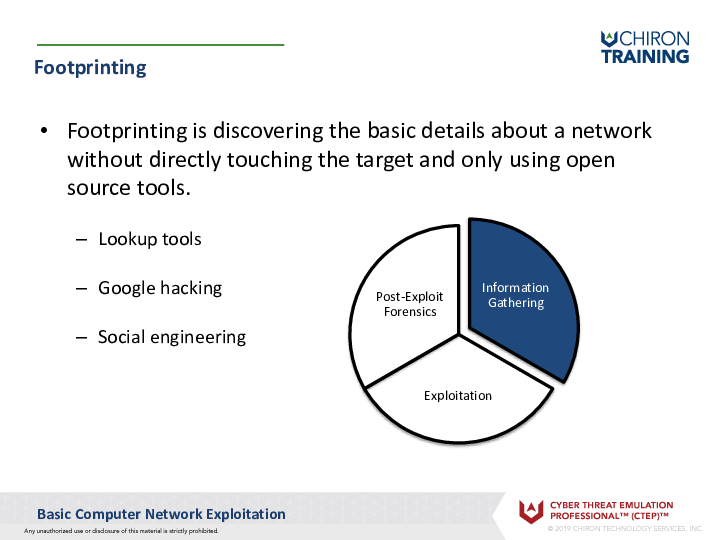 CHIRON
TRAINING
Footprinting
• Footprinting is discovering the basic details about a network
without directly touching the target and only using open
source tools.
– Lookup tools
– Google hacking
– Social engineering
Post-Exploit
Forensics
Information
Gathering
Exploitation
Basic Computer Network Exploitation
Any unauthorized use or disclosure of this material is strictly prohibited.
CYBER THREAT EMULATION
PROFESSIONAL™ (CTEP)™
© 2019 CHIRON TECHNOLOGY SERVICES, INC.